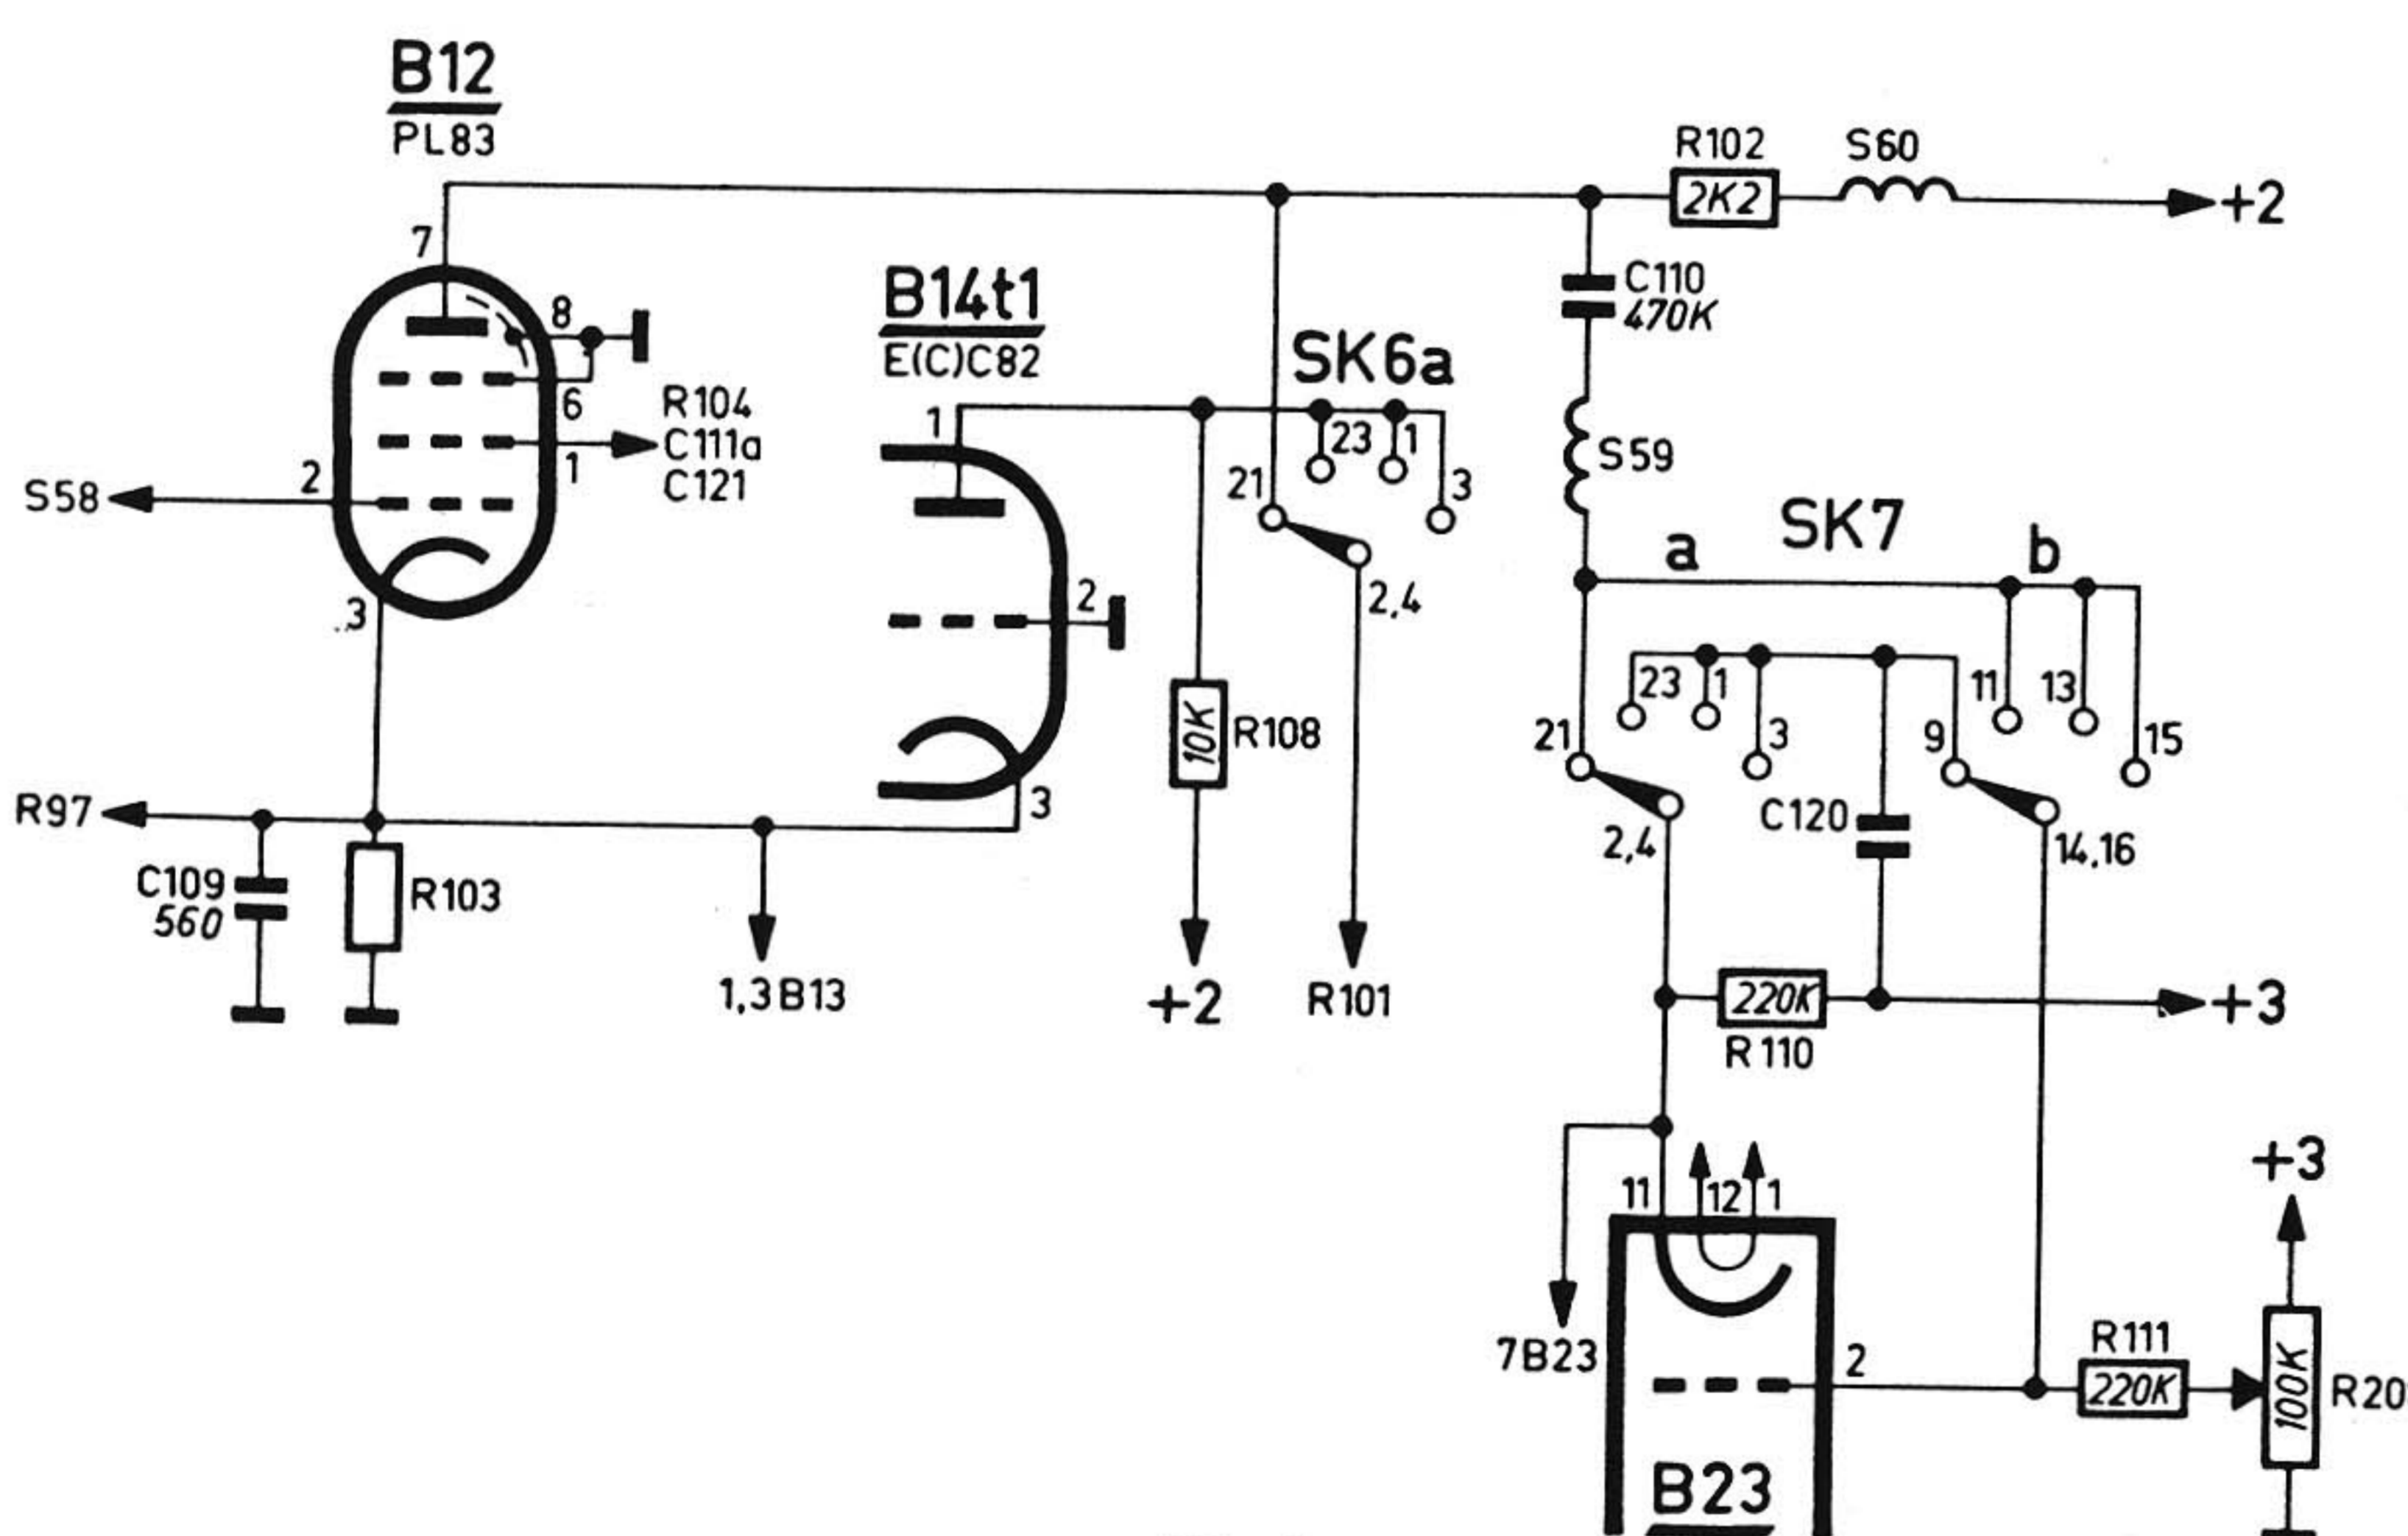 B12
PL83
7
8
6
1
2
3
S58
R104
C111a
C121
R97
C109
560
R103
1,3 B13
B14t1
E(C)C82
1
2
3
10K
R108
+2
SK6a
21
23
1
3
2,4
R101
R102
2K2
S60
+2
C110
470K
S59
SK7
a
b
21
23
1
3
2,4
9
11
13
15
14,16
C120
220K
R110
+3
11
12
1
7B23
2
B23
R111
220K
+3
100K
R20